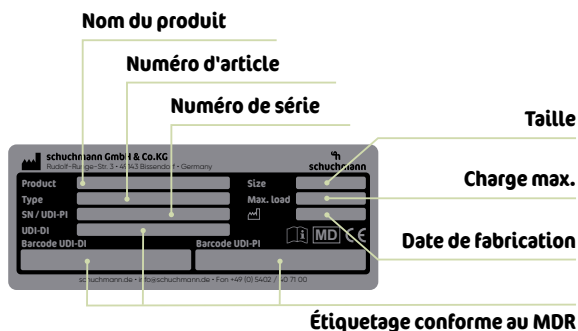 Nom du produit
Numéro d'article
Numéro de série
Taille
Charge max.
Date de fabrication
schuchmann GmbH & Co.KG
Rudolf-Runge-Str. 3 • 49143 Bissendorf • Germany
schuchmann
Product
Size
Type
Max. load
SN / UDI-PI
UDI-DI
MD CE
Barcode UDI-DI
Barcode UDI-PI
schuchmann.de • info@schuchmann.de • Fon +49 (0) 5402 / 40 71 00
Étiquetage conforme au MDR